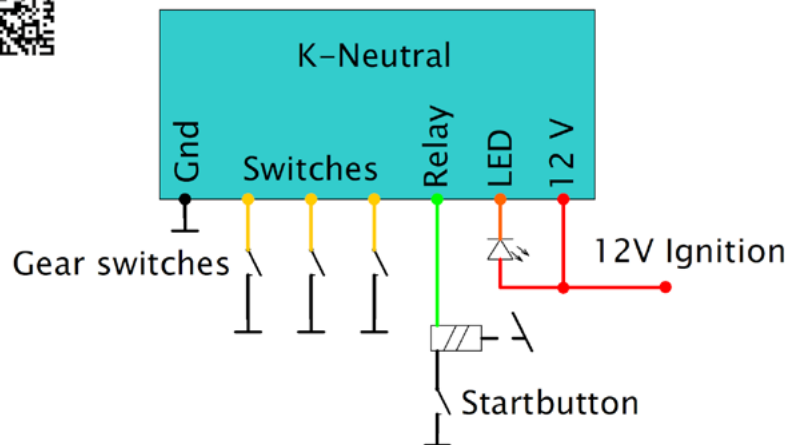 K-Neutral
Gnd
Switches
Relay
LED
12 V
Gear switches
12V Ignition
Startbutton